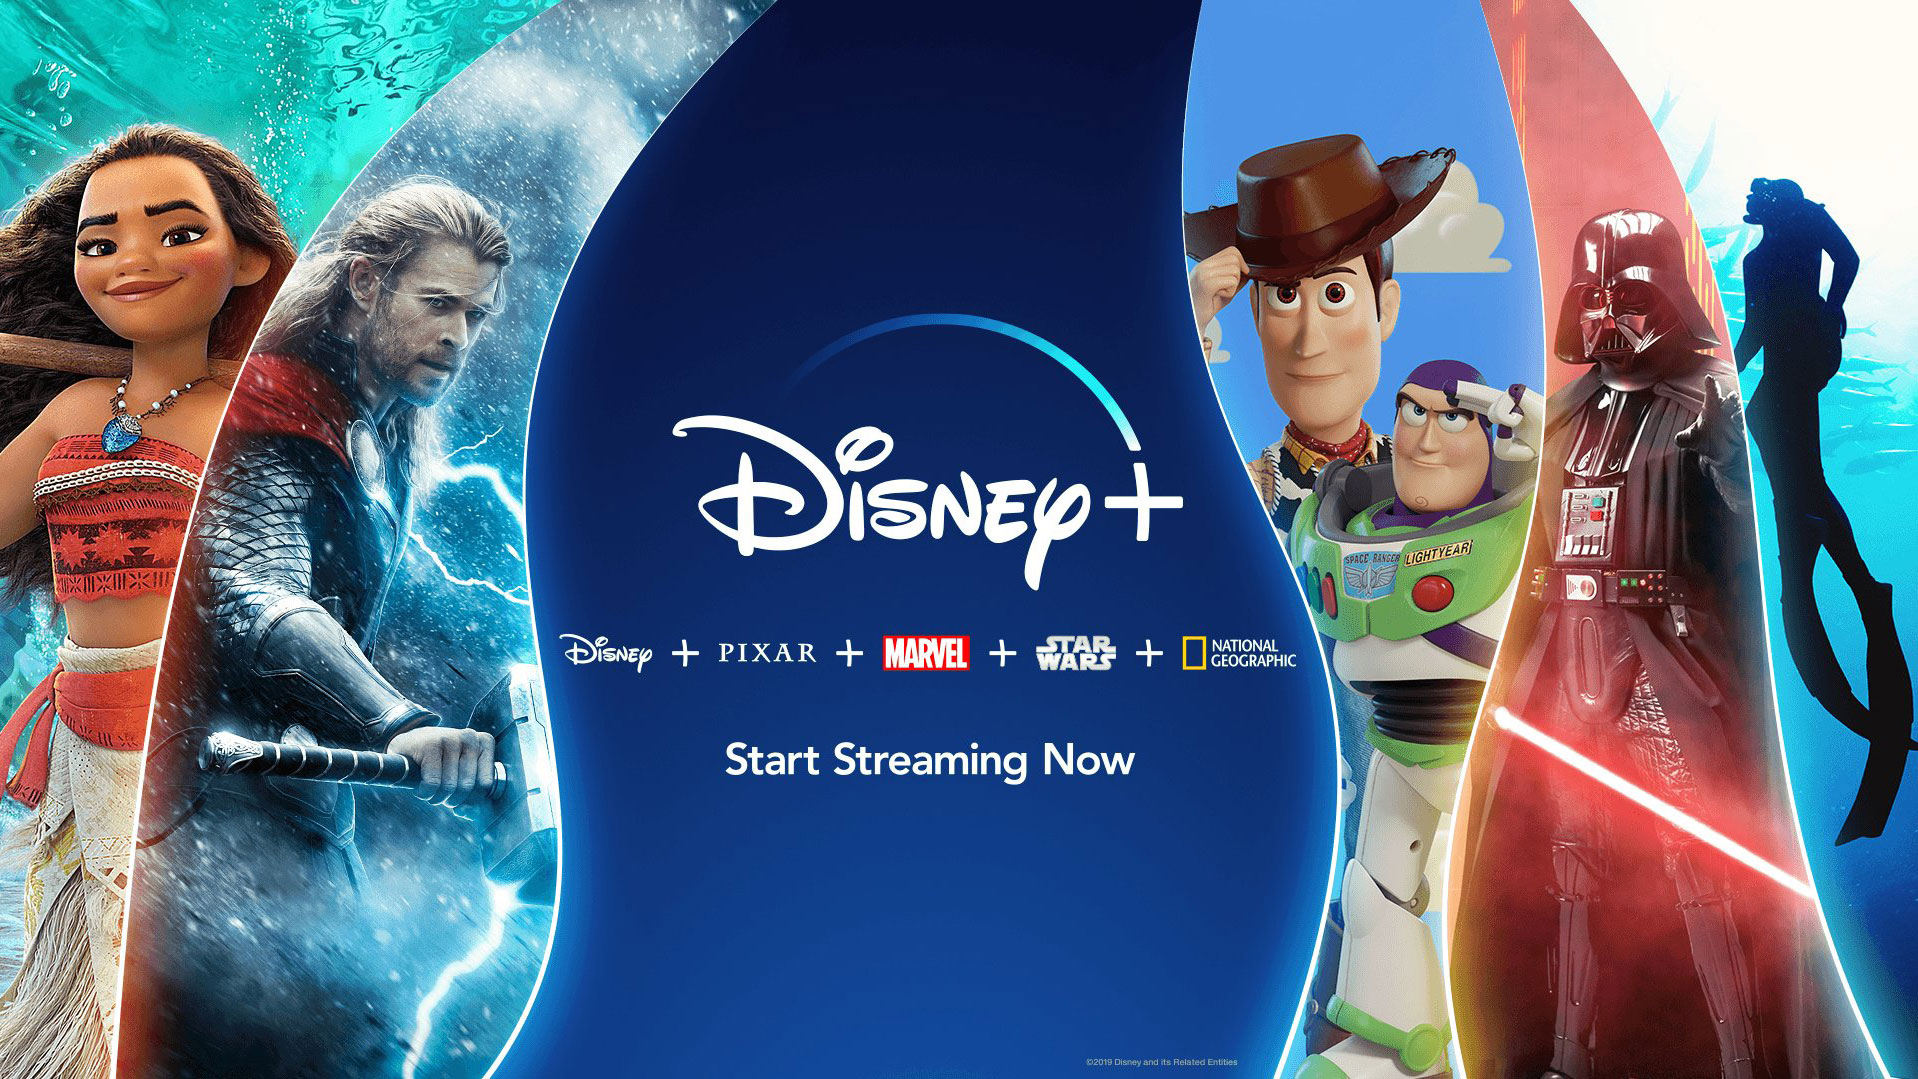 Disney+
Disney + PIXAR + MARVEL + STAR WARS + NATIONAL GEOGRAPHIC
Start Streaming Now
SPACE RANGER LIGHTYEAR
©2019 Disney and its Related Entities